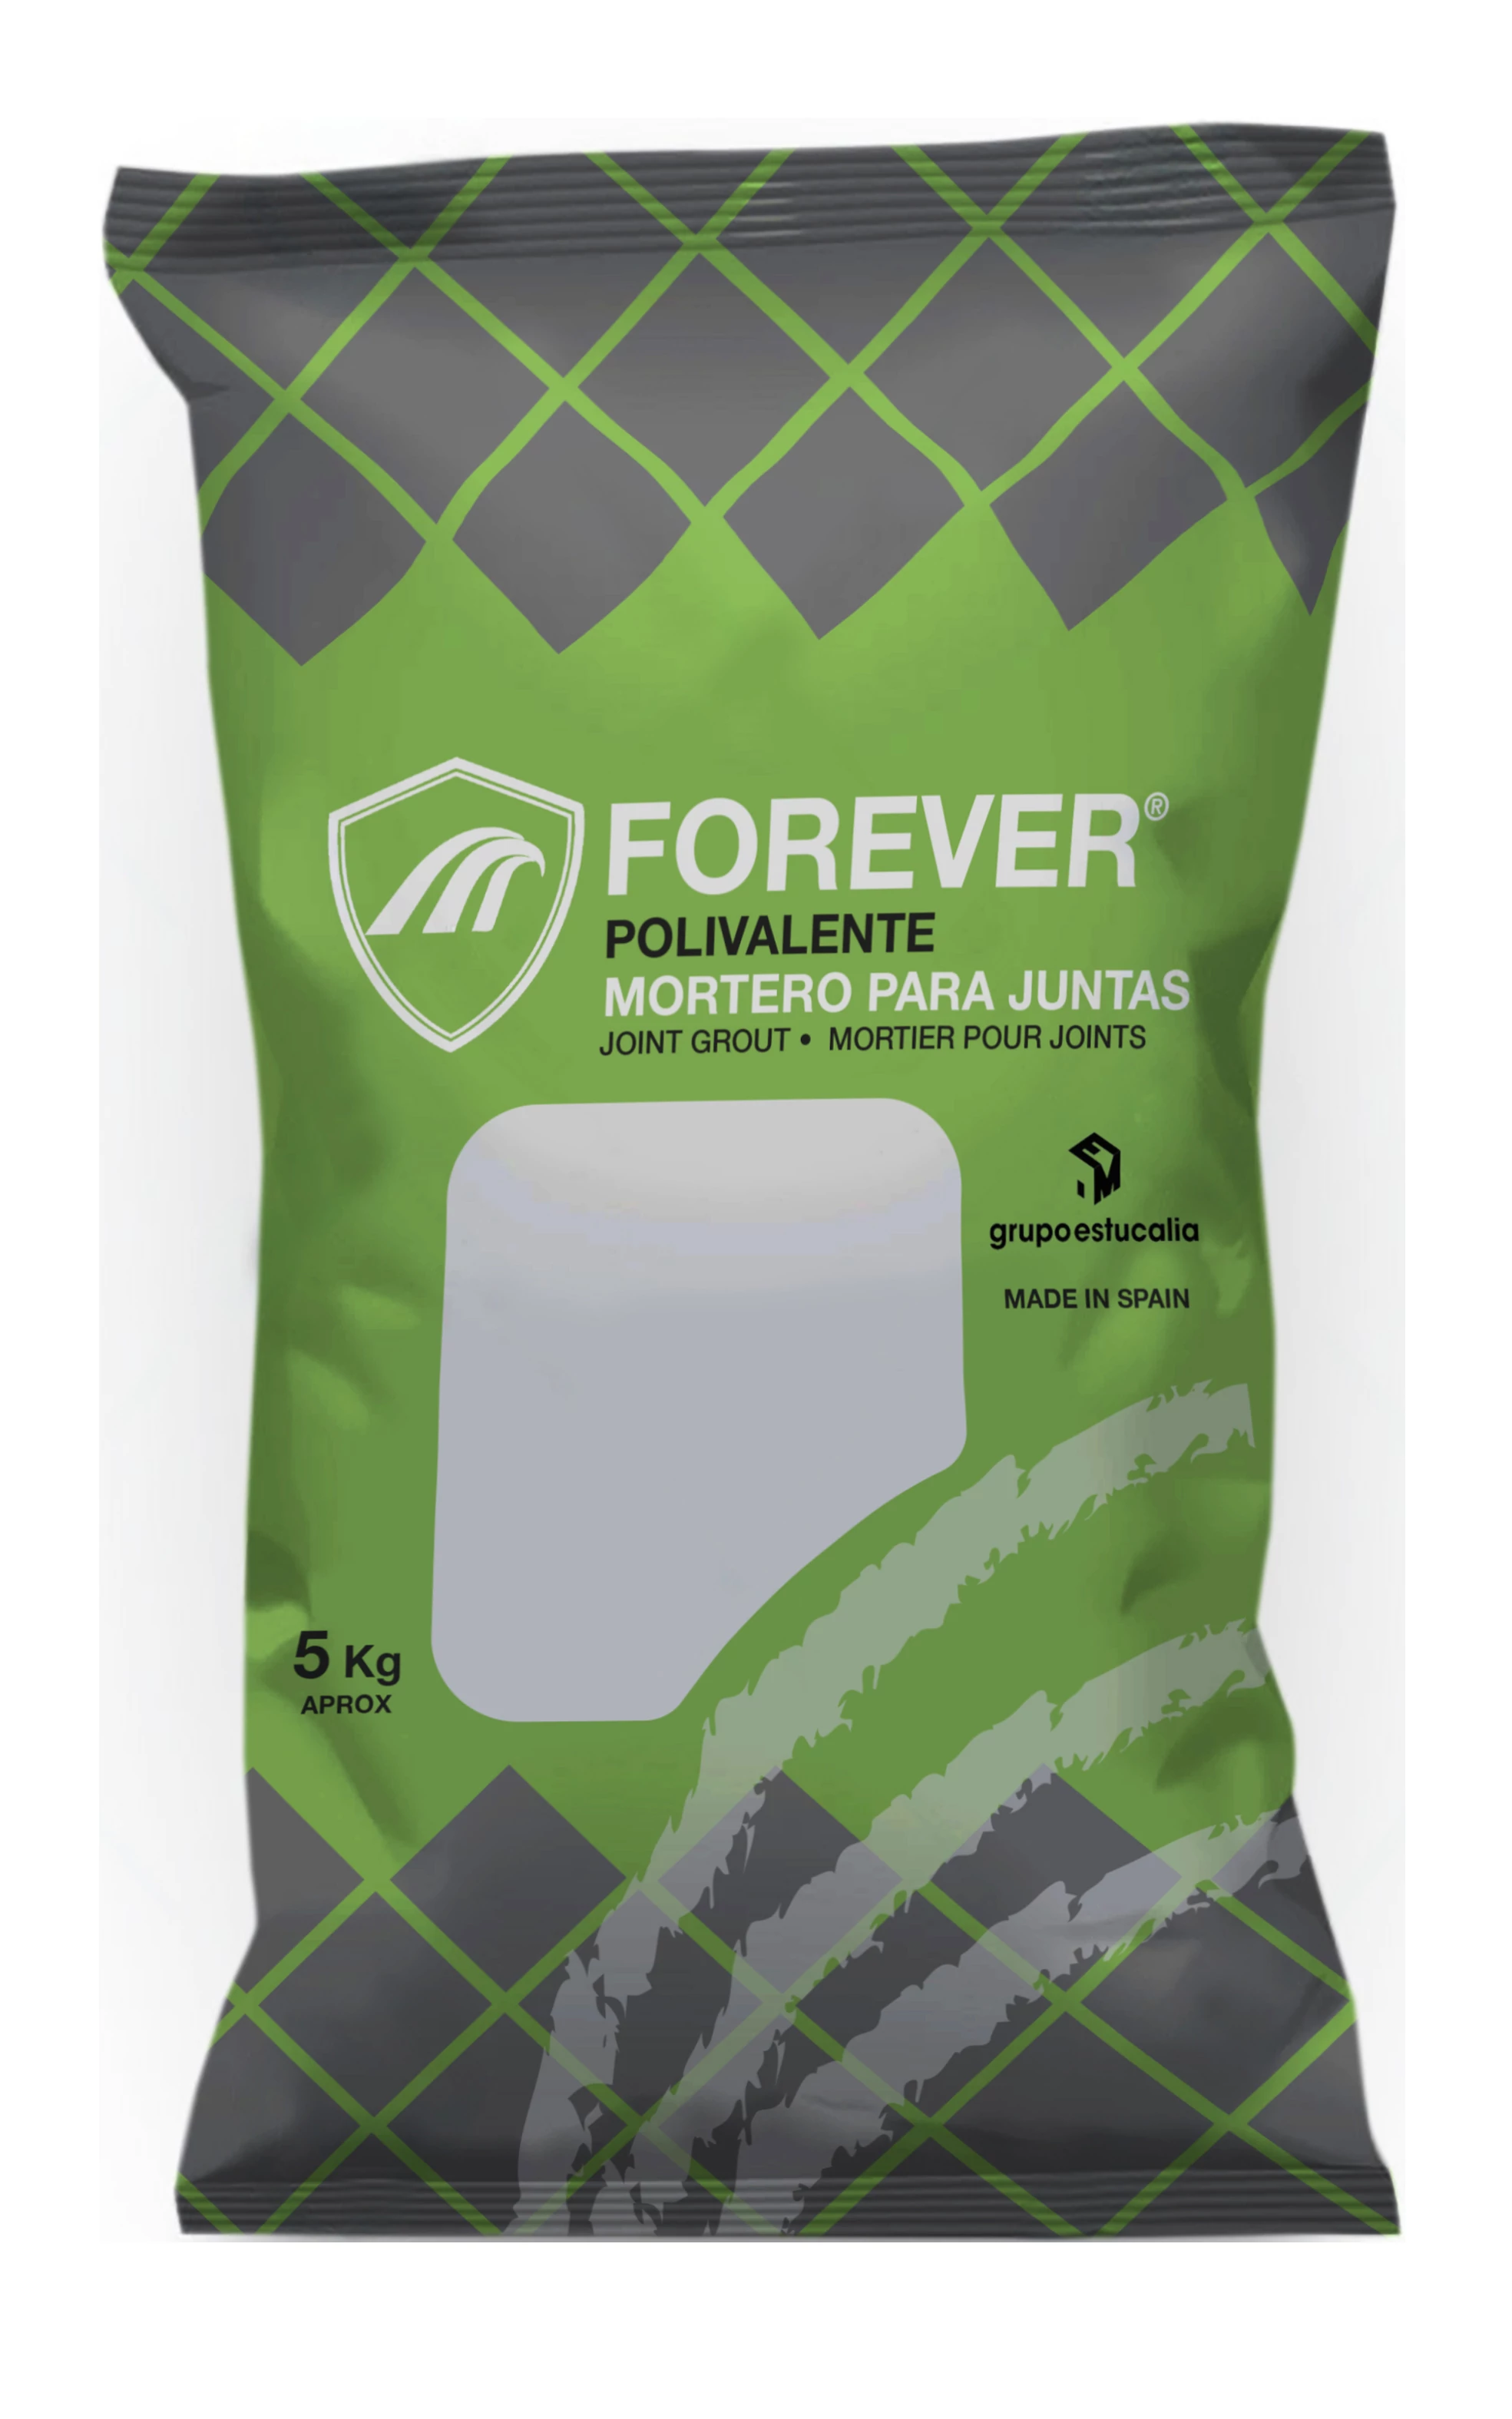 FOREVER®
POLIVALENTE
MORTERO PARA JUNTAS
JOINT GROUT • MORTIER POUR JOINTS
grupoestucalia
MADE IN SPAIN
5 Kg
APROX